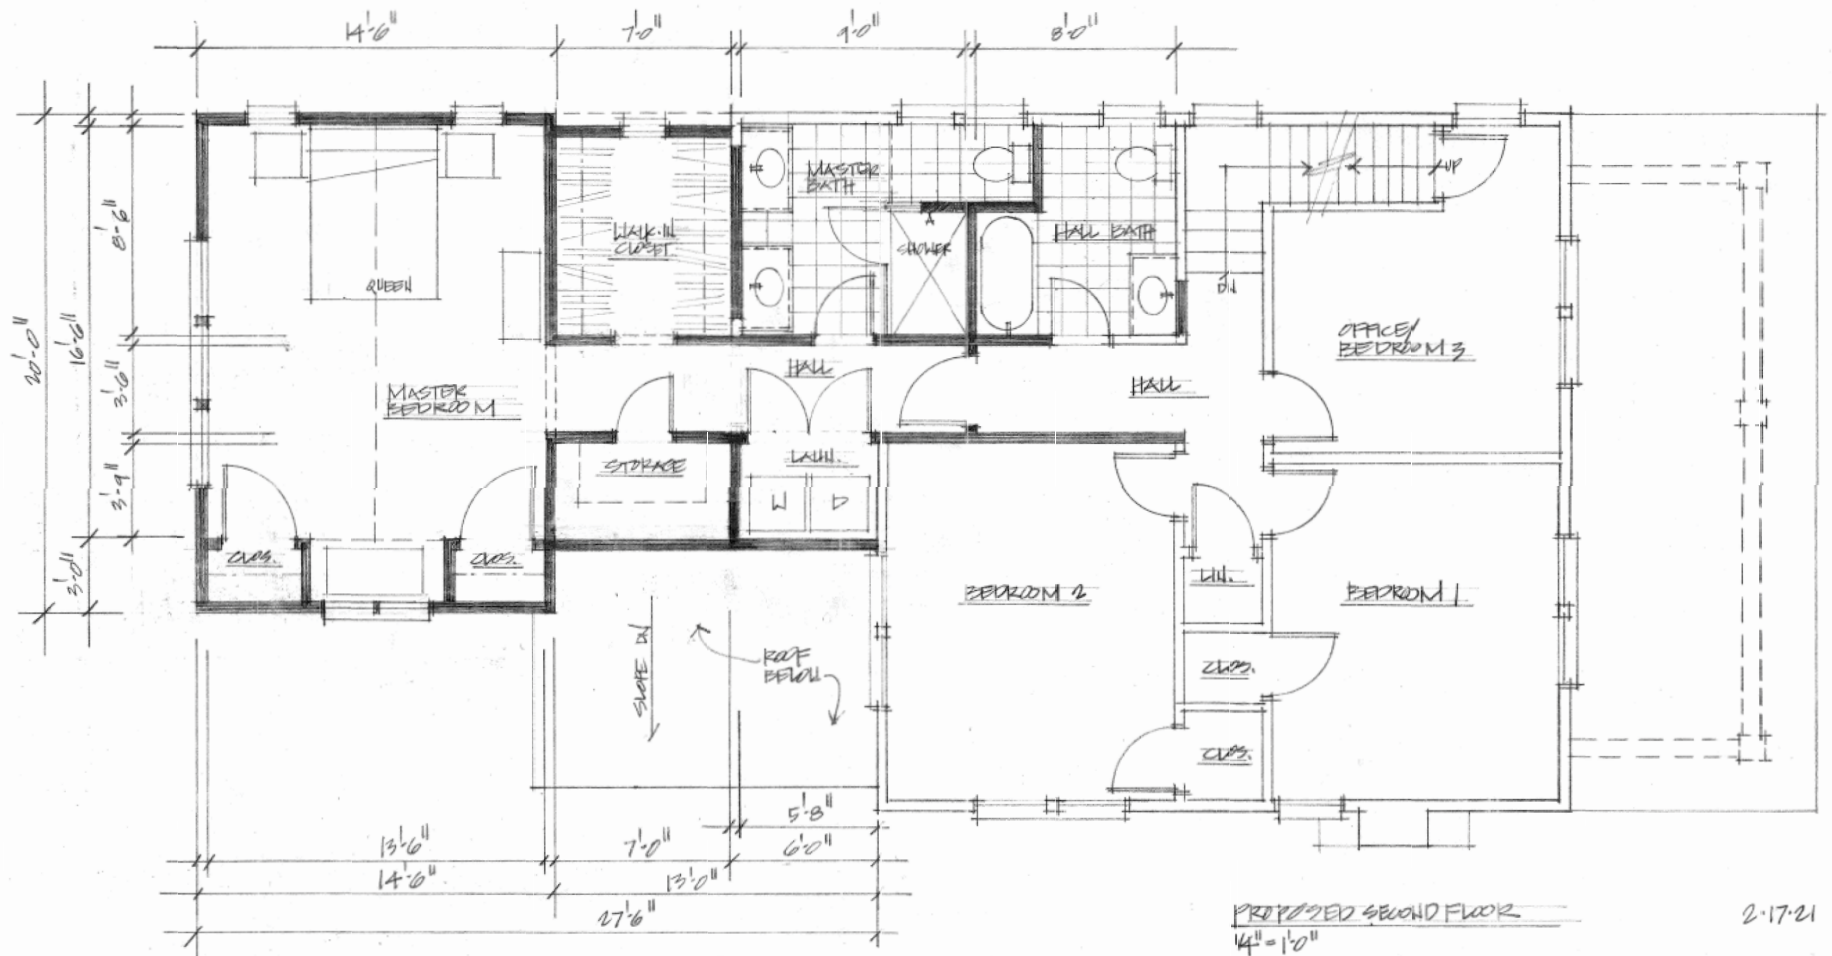 14'-6"
7'-0"
9'-0"
8'-0"
20'-0"
16'-6"
8'-6"
3'-6"
3'-9"
3'-0"
QUEEN
MASTER
BEDROOM
CLOS.
CLOS.
WALK-IN
CLOSET
MASTER
BATH
SHOWER
HALL BATH
UP
DN
OFFICE/
BEDROOM 3
HALL
HALL
STORAGE
LAUN.
W
D
BEDROOM 2
LIN.
BEDROOM 1
CLOS.
CLOS.
SLOPE DN
ROOF
BELOW
5'-8"
13'-6"
7'-0"
6'-0"
14'-6"
13'-0"
27'-6"
PROPOSED SECOND FLOOR
1/4" = 1'-0"
2·17·21